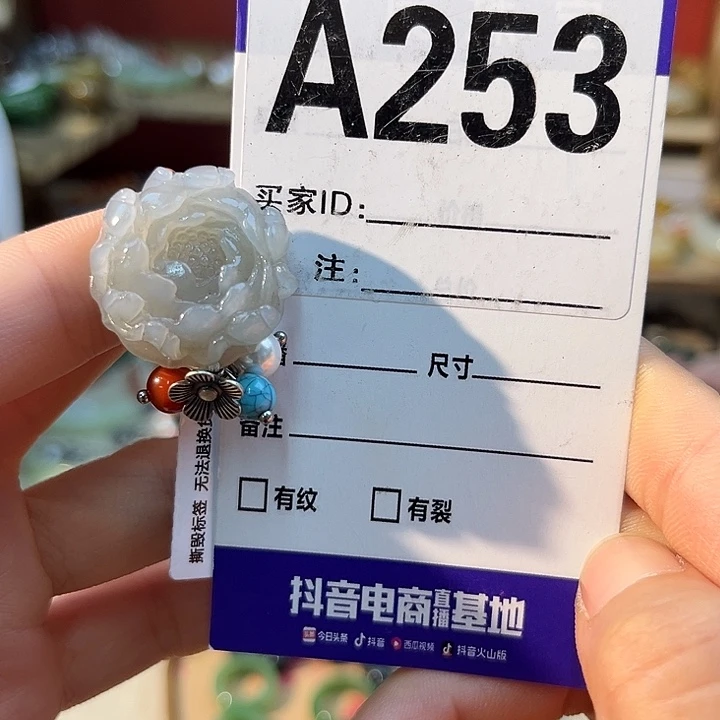 A253
买家ID:
注:
尺寸
备注
有纹
有裂
撕毁标签 无法退换
抖音电商直播基地
今日头条 抖音 西瓜视频 抖音火山版